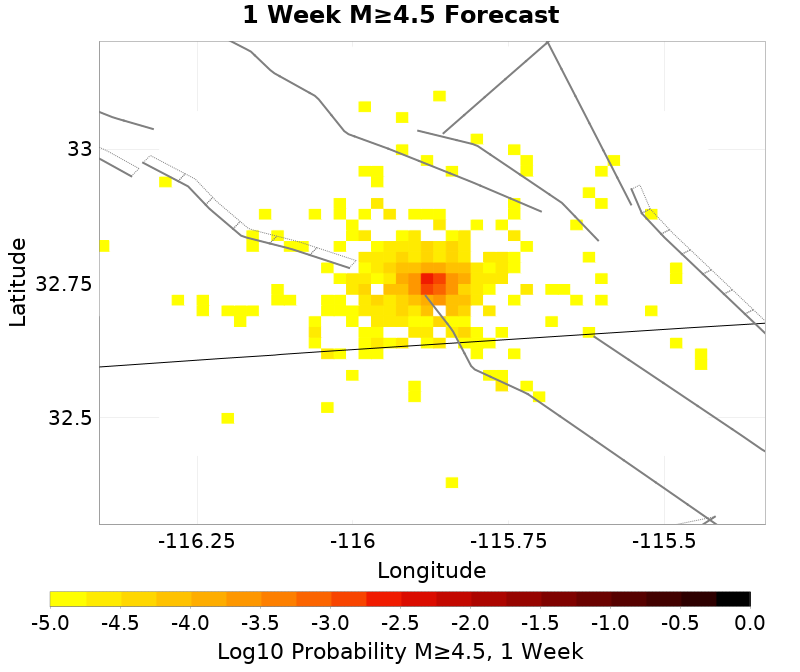 1 Week M≥4.5 Forecast
33
32.75
32.5
Latitude
-116.25 -116 -115.75 -115.5
Longitude
-5.0 -4.5 -4.0 -3.5 -3.0 -2.5 -2.0 -1.5 -1.0 -0.5 0.0
Log10 Probability M≥4.5, 1 Week